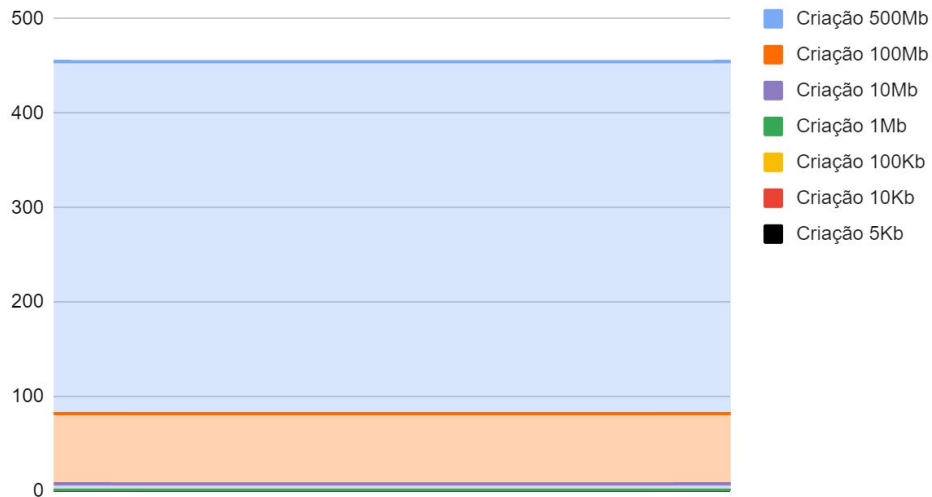 500
400
300
200
100
0
Criação 500Mb
Criação 100Mb
Criação 10Mb
Criação 1Mb
Criação 100Kb
Criação 10Kb
Criação 5Kb